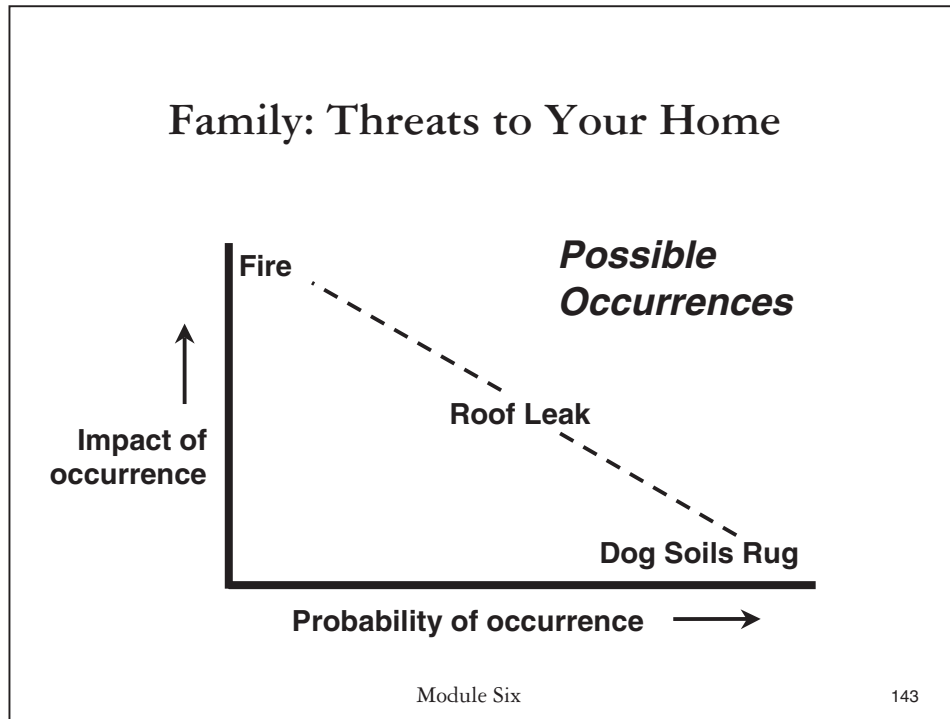 Family: Threats to Your Home
Possible
Occurrences
Fire
Roof Leak
Impact of
occurrence
Dog Soils Rug
Probability of occurrence
Module Six
143